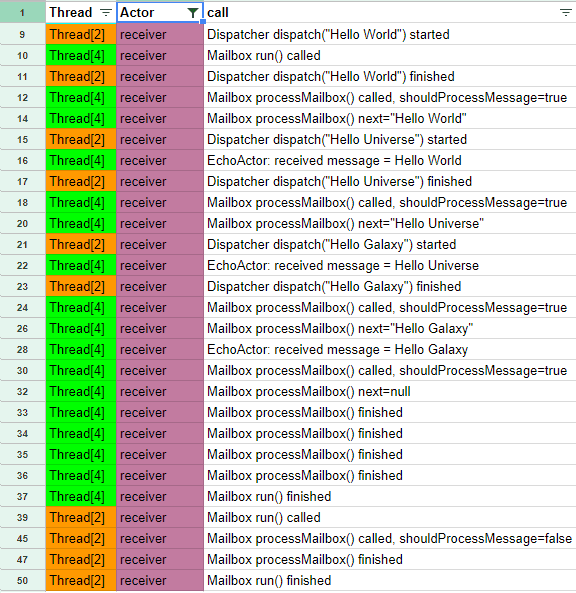 1 Thread Actor call
9 Thread[2] receiver Dispatcher dispatch("Hello World") started
10 Thread[4] receiver Mailbox run() called
11 Thread[2] receiver Dispatcher dispatch("Hello World") finished
12 Thread[4] receiver Mailbox processMailbox() called, shouldProcessMessage=true
14 Thread[4] receiver Mailbox processMailbox() next="Hello World"
15 Thread[2] receiver Dispatcher dispatch("Hello Universe") started
16 Thread[4] receiver EchoActor: received message = Hello World
17 Thread[2] receiver Dispatcher dispatch("Hello Universe") finished
18 Thread[4] receiver Mailbox processMailbox() called, shouldProcessMessage=true
20 Thread[4] receiver Mailbox processMailbox() next="Hello Universe"
21 Thread[2] receiver Dispatcher dispatch("Hello Galaxy") started
22 Thread[4] receiver EchoActor: received message = Hello Universe
23 Thread[2] receiver Dispatcher dispatch("Hello Galaxy") finished
24 Thread[4] receiver Mailbox processMailbox() called, shouldProcessMessage=true
26 Thread[4] receiver Mailbox processMailbox() next="Hello Galaxy"
28 Thread[4] receiver EchoActor: received message = Hello Galaxy
30 Thread[4] receiver Mailbox processMailbox() called, shouldProcessMessage=true
32 Thread[4] receiver Mailbox processMailbox() next=null
33 Thread[4] receiver Mailbox processMailbox() finished
34 Thread[4] receiver Mailbox processMailbox() finished
35 Thread[4] receiver Mailbox processMailbox() finished
36 Thread[4] receiver Mailbox processMailbox() finished
37 Thread[4] receiver Mailbox run() finished
39 Thread[2] receiver Mailbox run() called
45 Thread[2] receiver Mailbox processMailbox() called, shouldProcessMessage=false
47 Thread[2] receiver Mailbox processMailbox() finished
50 Thread[2] receiver Mailbox run() finished